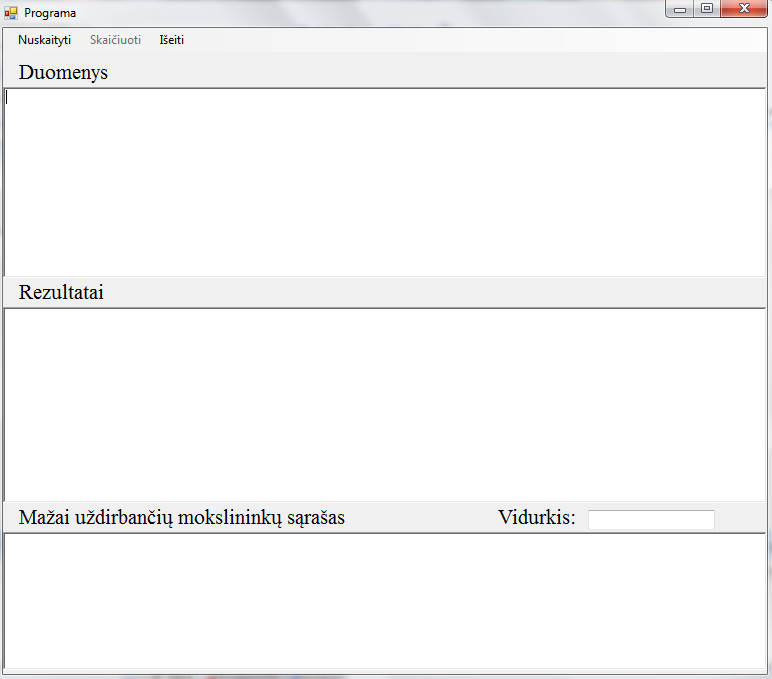 Programa
Nuskaityti Skaičiuoti Išeiti
Duomenys
Rezultatai
Mažai uždirbančių mokslininkų sąrašas Vidurkis: